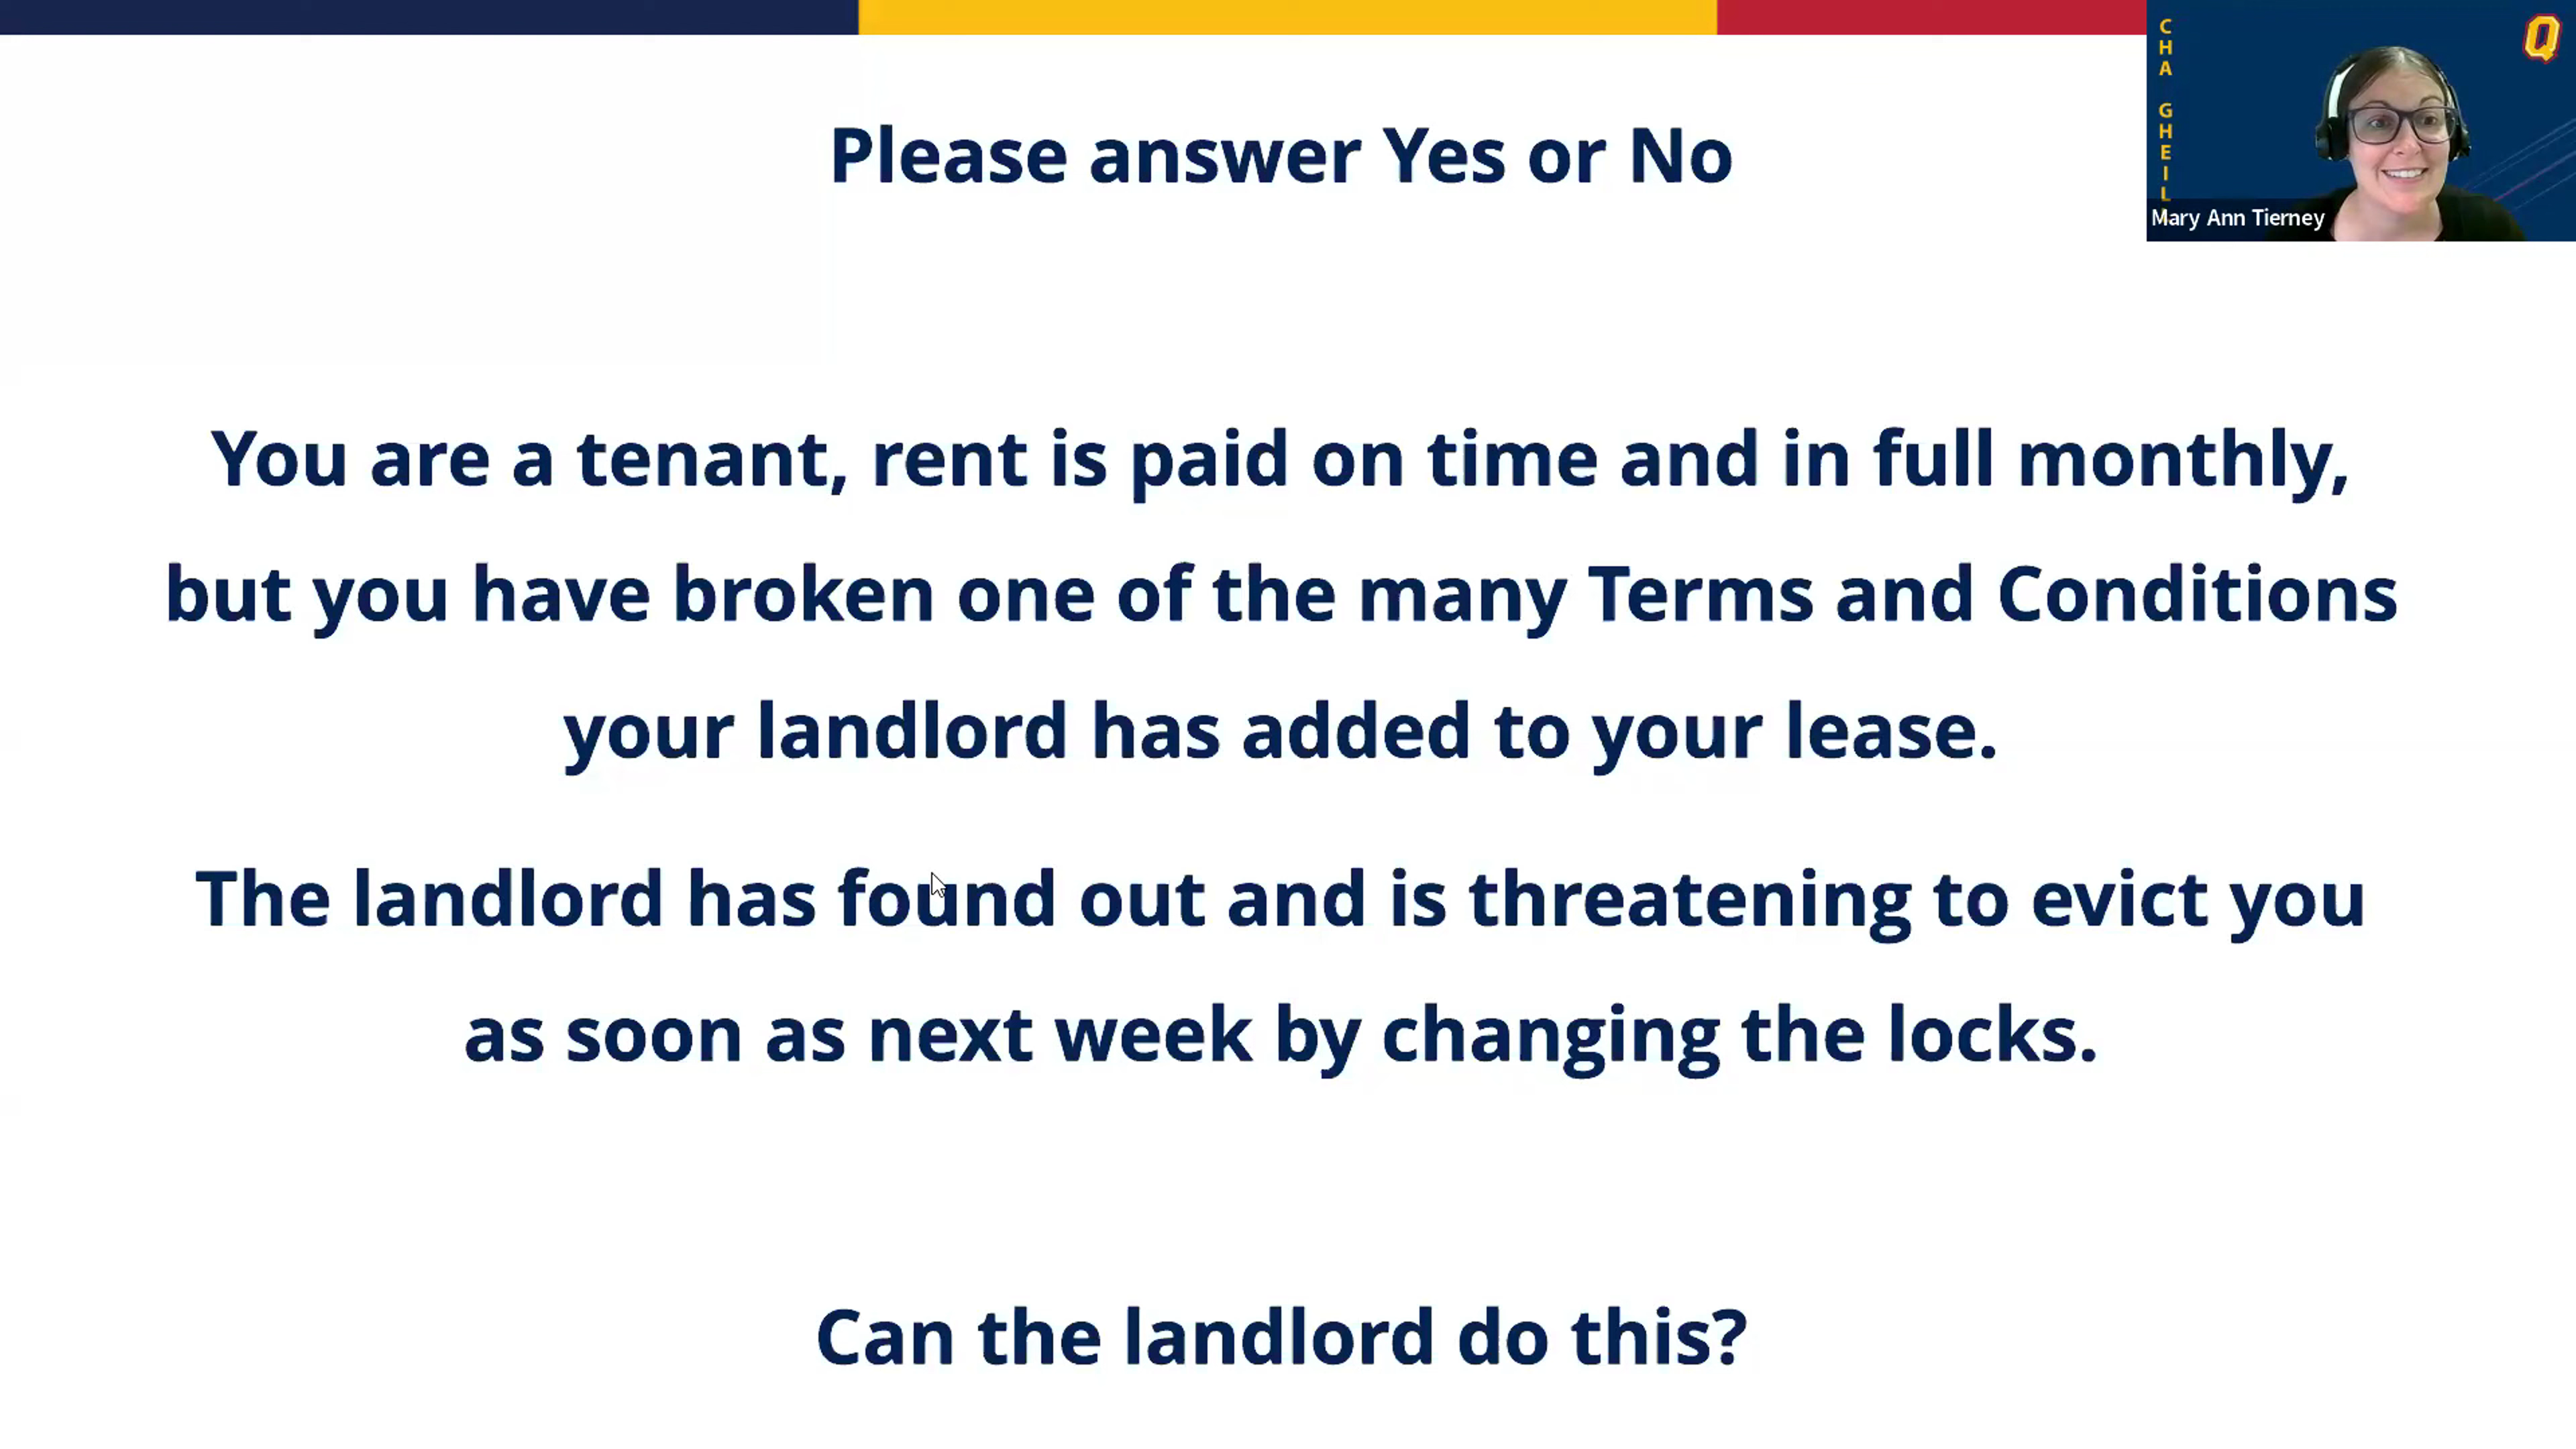 Please answer Yes or No
CHA GHEIL
Q
Mary Ann Tierney
You are a tenant, rent is paid on time and in full monthly,
but you have broken one of the many Terms and Conditions
your landlord has added to your lease.
The landlord has found out and is threatening to evict you
as soon as next week by changing the locks.
Can the landlord do this?